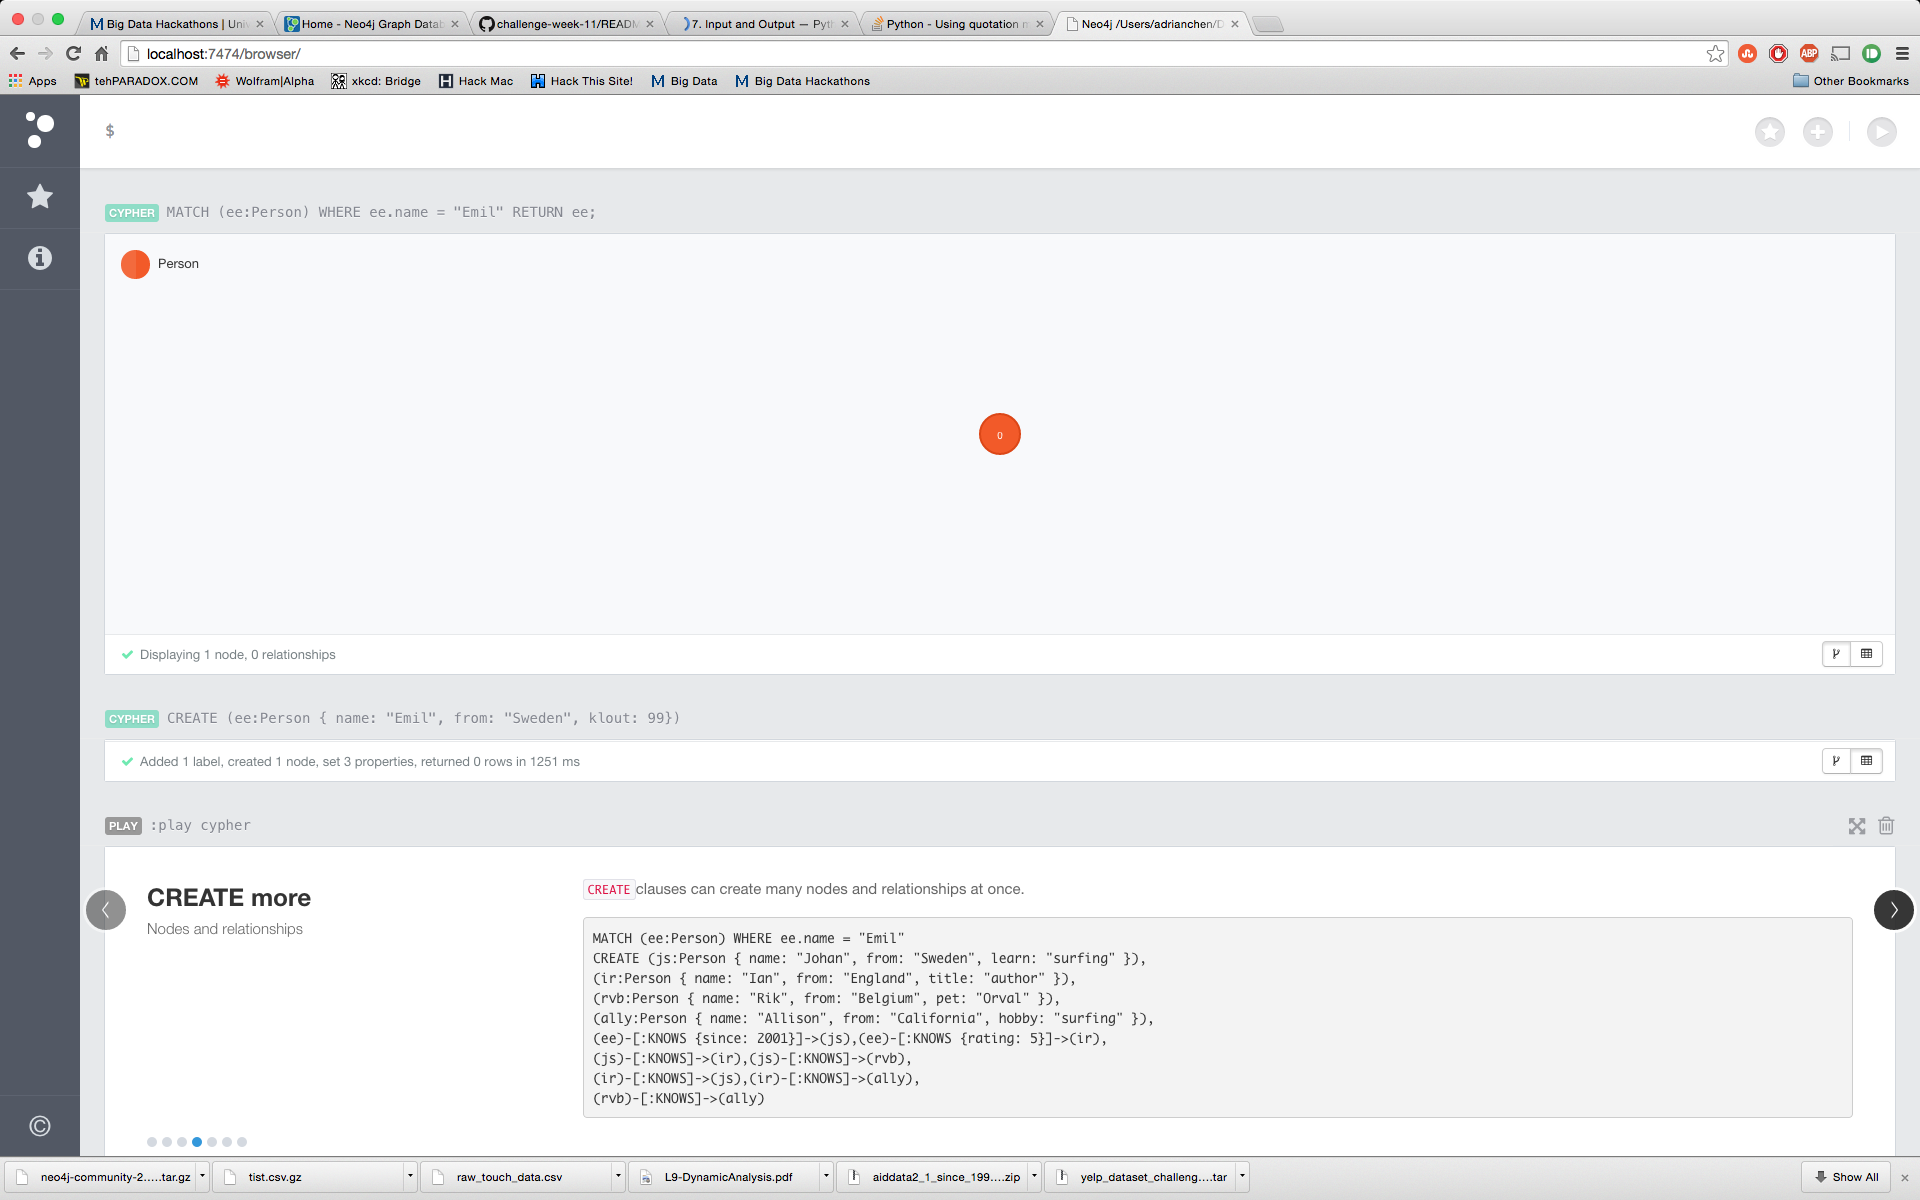 Big Data Hackathons | Univ
Home - Neo4j Graph Datab
challenge-week-11/READM
7. Input and Output — Pyth
Python - Using quotation m
Neo4j /Users/adrianchen/D
localhost:7474/browser/
ABP
Apps
tehPARADOX.COM
Wolfram|Alpha
xkcd: Bridge
Hack Mac
Hack This Site!
Big Data
Big Data Hackathons
Other Bookmarks
$
CYPHER MATCH (ee:Person) WHERE ee.name = "Emil" RETURN ee;
Person
0
Displaying 1 node, 0 relationships
CYPHER CREATE (ee:Person { name: "Emil", from: "Sweden", klout: 99})
Added 1 label, created 1 node, set 3 properties, returned 0 rows in 1251 ms
PLAY :play cypher
CREATE more
Nodes and relationships
CREATE clauses can create many nodes and relationships at once.
MATCH (ee:Person) WHERE ee.name = "Emil"
CREATE (js:Person { name: "Johan", from: "Sweden", learn: "surfing" }),
(ir:Person { name: "Ian", from: "England", title: "author" }),
(rvb:Person { name: "Rik", from: "Belgium", pet: "Orval" }),
(ally:Person { name: "Allison", from: "California", hobby: "surfing" }),
(ee)-[:KNOWS {since: 2001}]->(js),(ee)-[:KNOWS {rating: 5}]->(ir),
(js)-[:KNOWS]->(ir),(js)-[:KNOWS]->(rvb),
(ir)-[:KNOWS]->(js),(ir)-[:KNOWS]->(ally),
(rvb)-[:KNOWS]->(ally)
©
neo4j-community-2.....tar.gz
tist.csv.gz
raw_touch_data.csv
L9-DynamicAnalysis.pdf
aiddata2_1_since_199....zip
yelp_dataset_challeng....tar
Show All